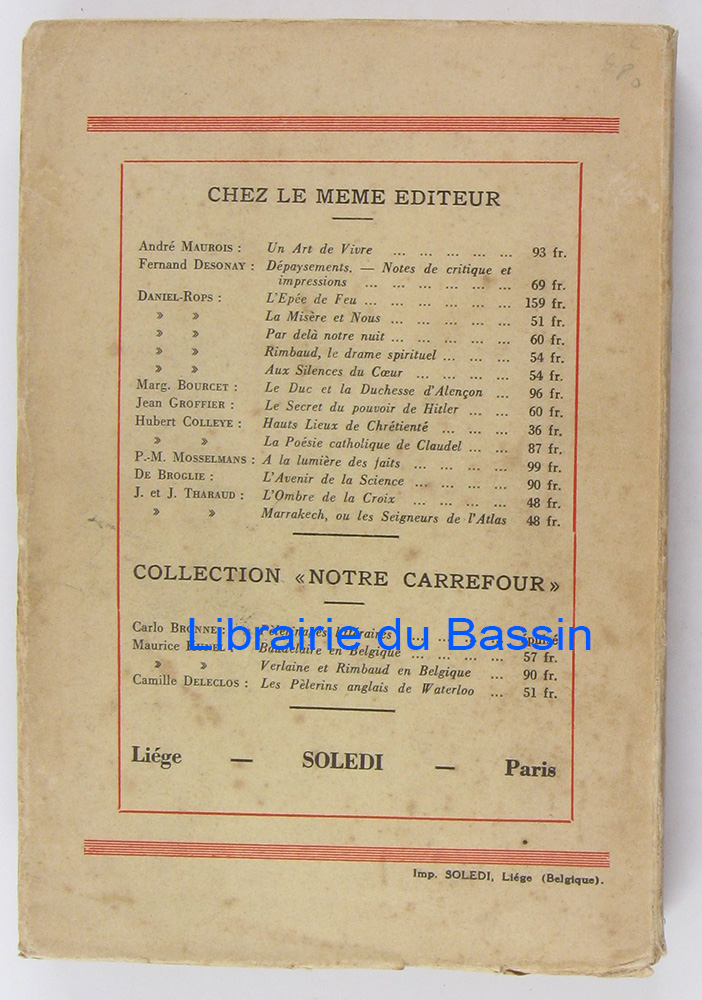 CHEZ LE MEME EDITEUR
André MAUROIS : Un Art de Vivre ... ... ... ... ... 93 fr.
Fernand DESONAY : Dépaysements. — Notes de critique et
impressions ... ... ... ... ... ... ... 69 fr.
DANIEL-ROPS : L'Epée de Feu ... ... ... ... ... ... 159 fr.
» » La Misère et Nous ... ... ... ... ... 51 fr.
» » Par delà notre nuit ... ... ... ... ... 60 fr.
» » Rimbaud, le drame spirituel ... ... ... 54 fr.
» » Aux Silences du Cœur ... ... ... ... 54 fr.
Marg. BOURCET : Le Duc et la Duchesse d'Alençon ... 96 fr.
Jean GROFFIER : Le Secret du pouvoir de Hitler ... ... 60 fr.
Hubert COLLEYE : Hauts Lieux de Chrétienté ... ... ... 36 fr.
» » La Poésie catholique de Claudel ... ... 87 fr.
P.-M. MOSSELMANS : A la lumière des faits ... ... ... ... 99 fr.
DE BROGLIE : L'Avenir de la Science ... ... ... ... 90 fr.
J. et J. THARAUD : L'Ombre de la Croix ... ... ... ... 48 fr.
» » Marrakech, ou les Seigneurs de l'Atlas 48 fr.
COLLECTION « NOTRE CARREFOUR »
Carlo BRONNE : Pèlerinages littéraires ... ... ... ... épuisé
Librairie du Bassin
Maurice Baudelaire en Belgique ... ... ... ... 57 fr.
» » Verlaine et Rimbaud en Belgique ... 90 fr.
Camille DELECLOS : Les Pèlerins anglais de Waterloo ... 51 fr.
Liége — SOLEDI — Paris
Imp. SOLEDI, Liége (Belgique).